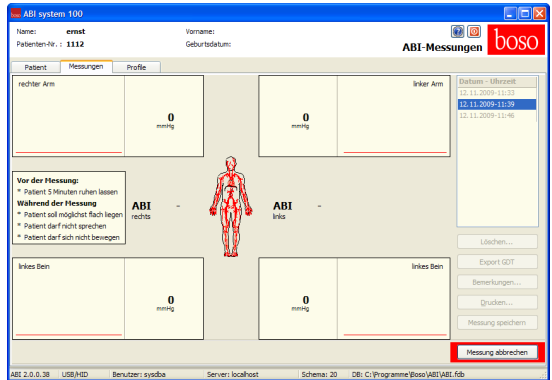 boso ABI system 100
Name: ernst Vorname:
Patienten-Nr. : 1112 Geburtsdatum:
ABI-Messungen
boso
Patient Messungen Profile
rechter Arm
0
mmHg
linker Arm
0
mmHg
Datum - Uhrzeit
12.11.2009-11:33
12.11.2009-11:39
12.11.2009-11:46
Vor der Messung:
* Patient 5 Minuten ruhen lassen
Während der Messung
* Patient soll möglichst flach liegen
* Patient darf nicht sprechen
* Patient darf sich nicht bewegen
ABI -
rechts
ABI -
links
linkes Bein
0
mmHg
linkes Bein
0
mmHg
Löschen...
Export GDT
Bemerkungen...
Drucken...
Messung speichern
Messung abbrechen
ABI 2.0.0.38 USB/HID Benutzer: sysdba Server: localhost Schema: 20 DB: C:\Programme\Boso\ABI\ABI.fdb